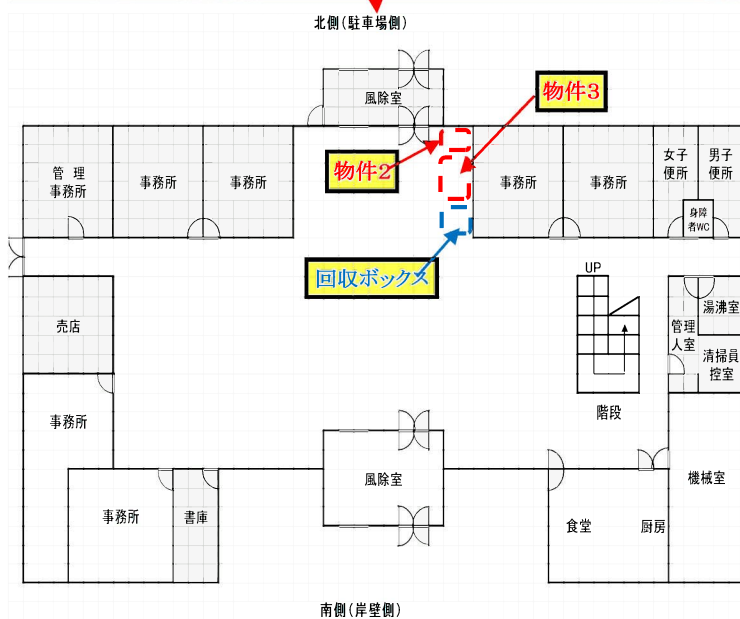 北側(駐車場側)
風除室
物件3
物件2
管 理
事務所
事務所
事務所
事務所
事務所
女子
便所
男子
便所
身障
者WC
回収ボックス
UP
売店
管理
人室
湯沸室
清掃員
控室
階段
事務所
風除室
機械室
事務所
書庫
食堂
厨房
南側(岸壁側)